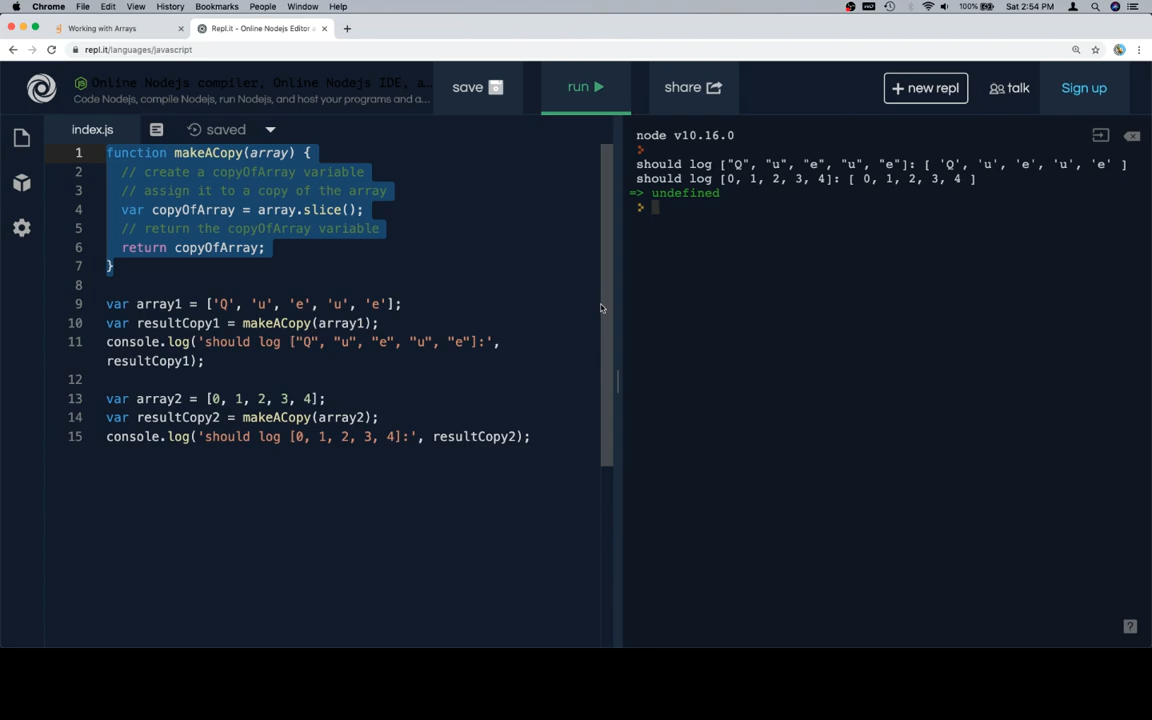 Chrome File Edit View History Bookmarks People Window Help 100% Sat 2:54 PM
Working with Arrays
Repl.it - Online Nodejs Editor a
repl.it/languages/javascript
Online Nodejs compiler, Online Nodejs IDE, a...
Code Nodejs, compile Nodejs, run Nodejs, and host your programs and a...
save run share + new repl talk Sign up
index.js saved
1 function makeACopy(array) {
2 // create a copyOfArray variable
3 // assign it to a copy of the array
4 var copyOfArray = array.slice();
5 // return the copyOfArray variable
6 return copyOfArray;
7 }
8
9 var array1 = ['Q', 'u', 'e', 'u', 'e'];
10 var resultCopy1 = makeACopy(array1);
11 console.log('should log ["Q", "u", "e", "u", "e"]:',
resultCopy1);
12
13 var array2 = [0, 1, 2, 3, 4];
14 var resultCopy2 = makeACopy(array2);
15 console.log('should log [0, 1, 2, 3, 4]:', resultCopy2);
node v10.16.0
should log ["Q", "u", "e", "u", "e"]: [ 'Q', 'u', 'e', 'u', 'e' ]
should log [0, 1, 2, 3, 4]: [ 0, 1, 2, 3, 4 ]
=> undefined
?